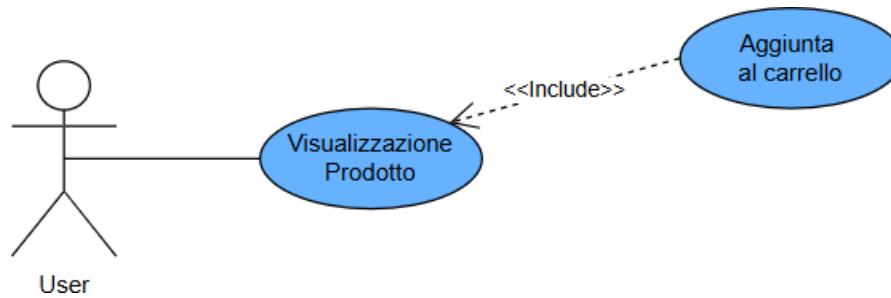 Aggiunta
al carrello
<<Include>>
Visualizzazione
Prodotto
User